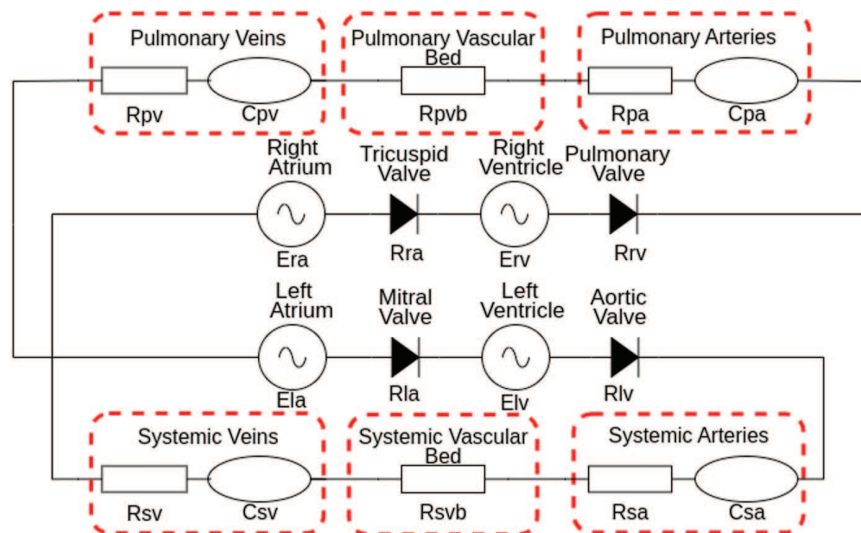 Pulmonary Veins
Pulmonary Vascular
Bed
Pulmonary Arteries
Rpv
Cpv
Rpvb
Rpa
Cpa
Right
Atrium
Tricuspid
Valve
Right
Ventricle
Pulmonary
Valve
Era
Rra
Erv
Rrv
Left
Atrium
Mitral
Valve
Left
Ventricle
Aortic
Valve
Ela
Rla
Elv
Rlv
Systemic Veins
Systemic Vascular
Bed
Systemic Arteries
Rsv
Csv
Rsvb
Rsa
Csa